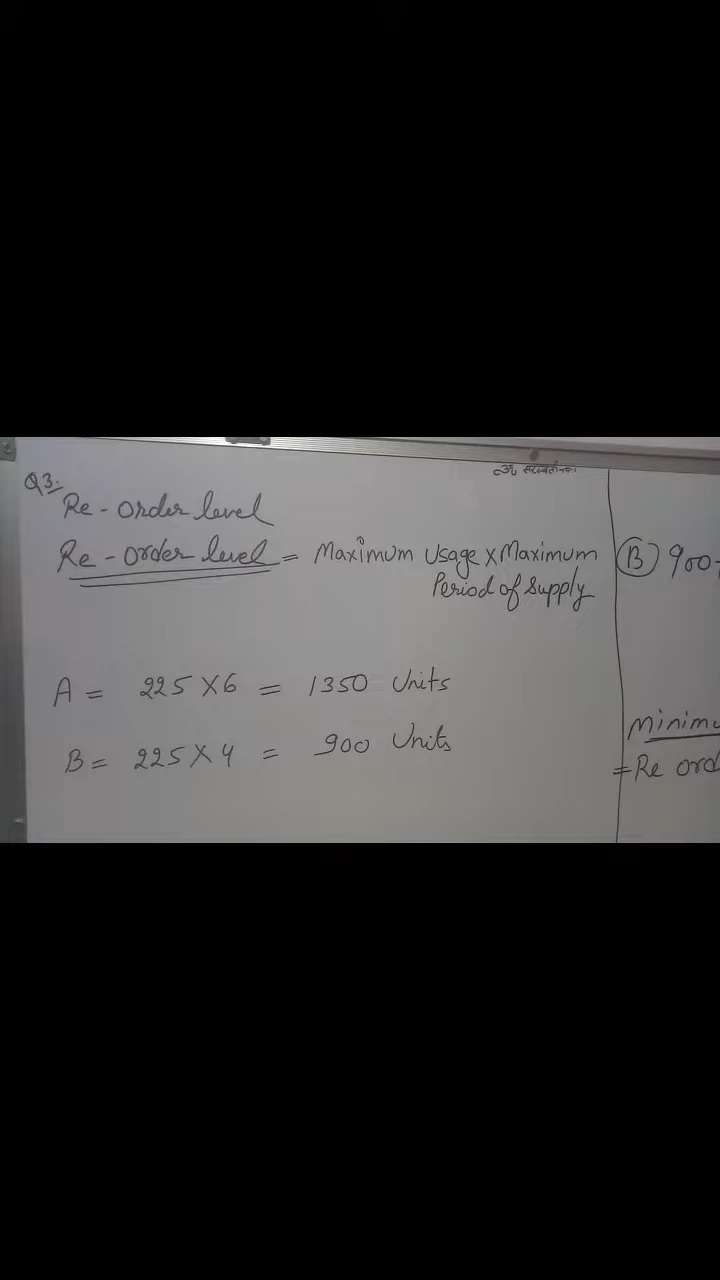 Q3:
Re-order level
Re-order level = Maximum Usage x Maximum
Period of Supply
A = 225 X 6 = 1350 Units
B = 225 X 4 = 900 Units
B 900
Minimu
= Re ord